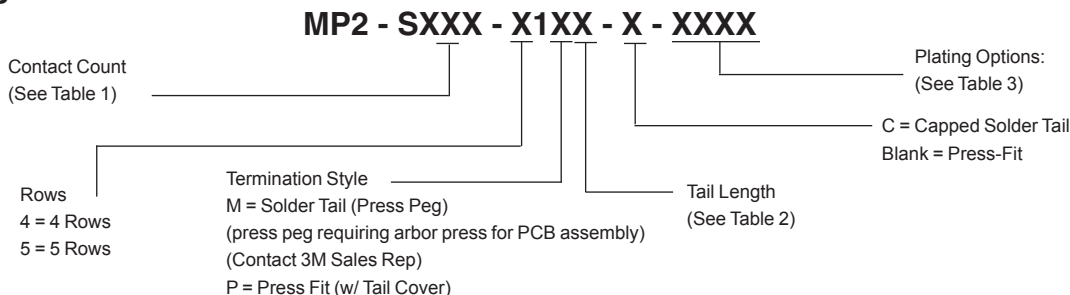 MP2 - SXXX - X1XX - X - XXXX
Contact Count
(See Table 1)
Plating Options:
(See Table 3)
C = Capped Solder Tail
Blank = Press-Fit
Rows
4 = 4 Rows
5 = 5 Rows
Termination Style
M = Solder Tail (Press Peg)
(press peg requiring arbor press for PCB assembly)
(Contact 3M Sales Rep)
P = Press Fit (w/ Tail Cover)
Tail Length
(See Table 2)